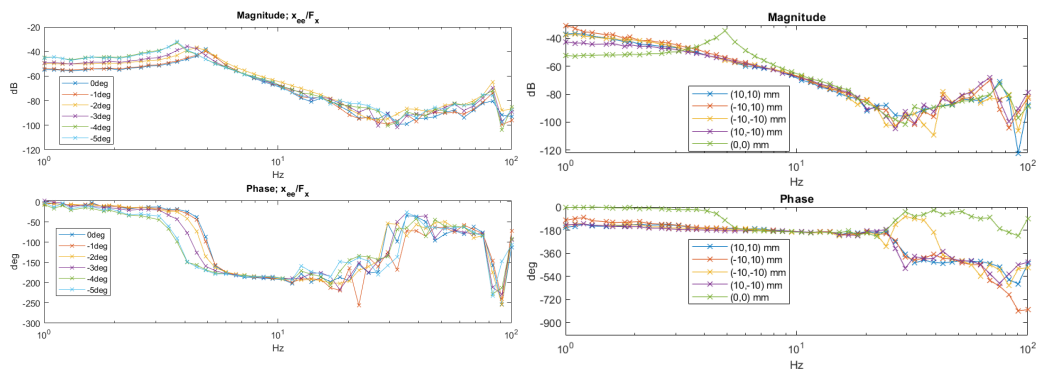 Magnitude; x_ee/F_x
-20
-40
-60
-80
-100
-120
dB
0deg
-1deg
-2deg
-3deg
-4deg
-5deg
10^0
10^1
10^2
Hz
Phase; x_ee/F_x
0
-50
-100
-150
-200
-250
-300
deg
0deg
-1deg
-2deg
-3deg
-4deg
-5deg
10^0
10^1
10^2
Hz
Magnitude
-40
-60
-80
-100
-120
dB
(10,10) mm
(-10,10) mm
(-10,-10) mm
(10,-10) mm
(0,0) mm
10^0
10^1
10^2
Hz
Phase
0
-180
-360
-540
-720
-900
deg
(10,10) mm
(-10,10) mm
(-10,-10) mm
(10,-10) mm
(0,0) mm
10^0
10^1
10^2
Hz